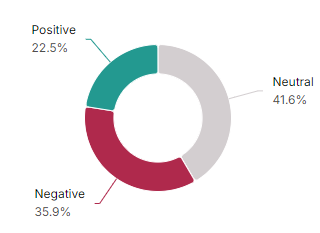 Positive
22.5%
Neutral
41.6%
Negative
35.9%